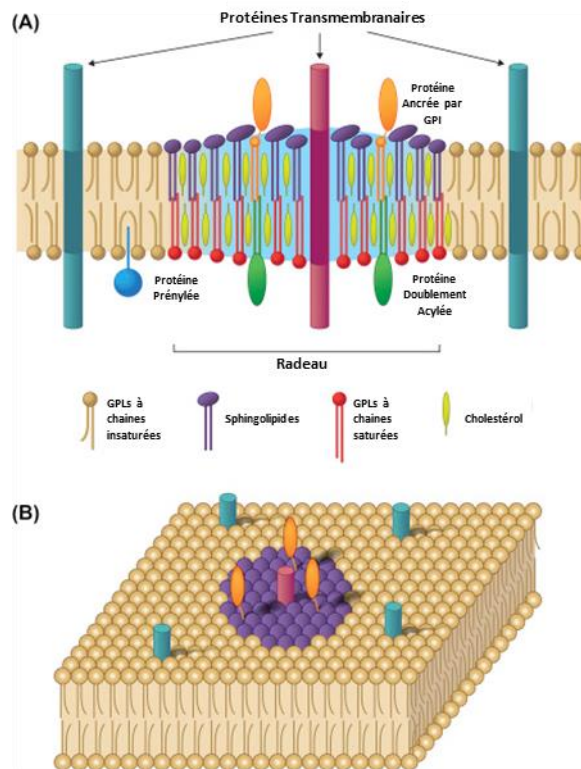 Protéines Transmembranaires
(A)
Protéine
Ancrée par
GPI
Protéine
Prénylée
Protéine
Doublement
Acylée
Radeau
GPLs à
chaines
insaturées
Sphingolipides
GPLs à
chaines
saturées
Cholestérol
(B)